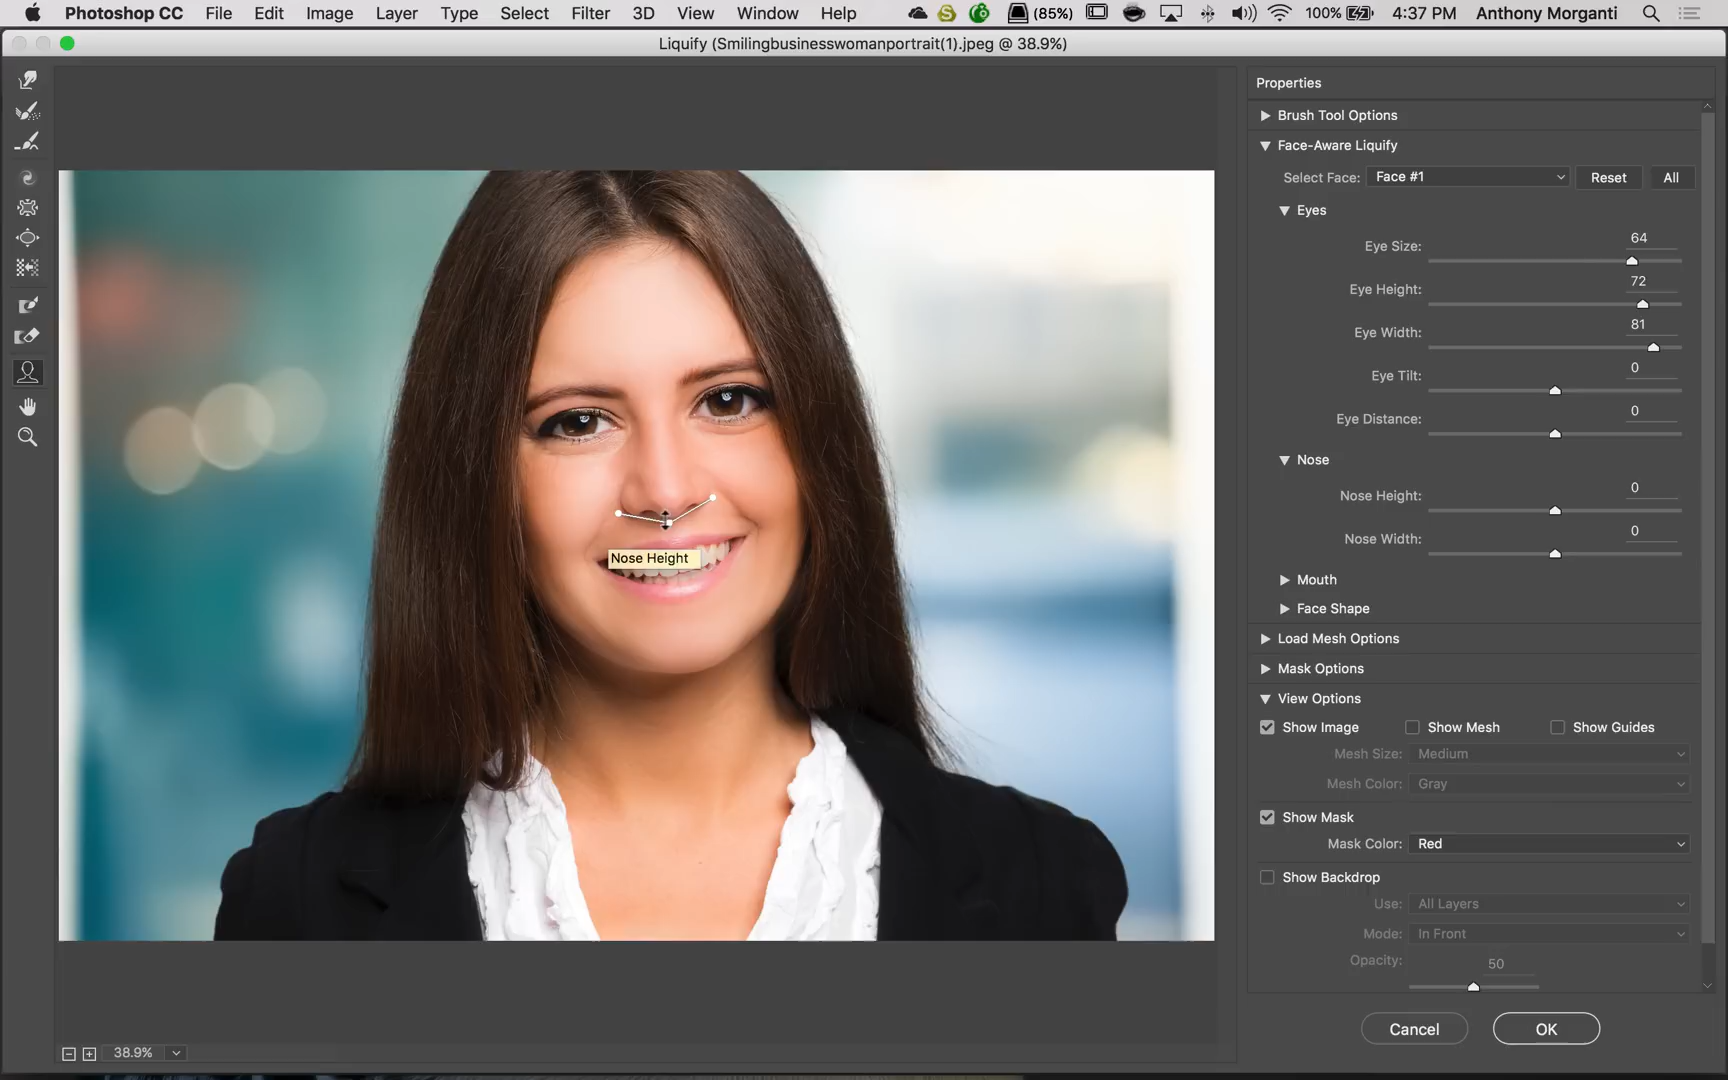 Photoshop CC File Edit Image Layer Type Select Filter 3D View Window Help S (85%) 100% 4:37 PM Anthony Morganti
Liquify (Smilingbusinesswomanportrait(1).jpeg @ 38.9%)
Properties
Brush Tool Options
Face-Aware Liquify
Select Face: Face #1 Reset All
Eyes
Eye Size: 64
Eye Height: 72
Eye Width: 81
Eye Tilt: 0
Eye Distance: 0
Nose
Nose Height: 0
Nose Width: 0
Nose Height
Mouth
Face Shape
Load Mesh Options
Mask Options
View Options
Show Image Show Mesh Show Guides
Mesh Size: Medium
Mesh Color: Gray
Show Mask
Mask Color: Red
Show Backdrop
Use: All Layers
Mode: In Front
Opacity: 50
Cancel OK
38.9%